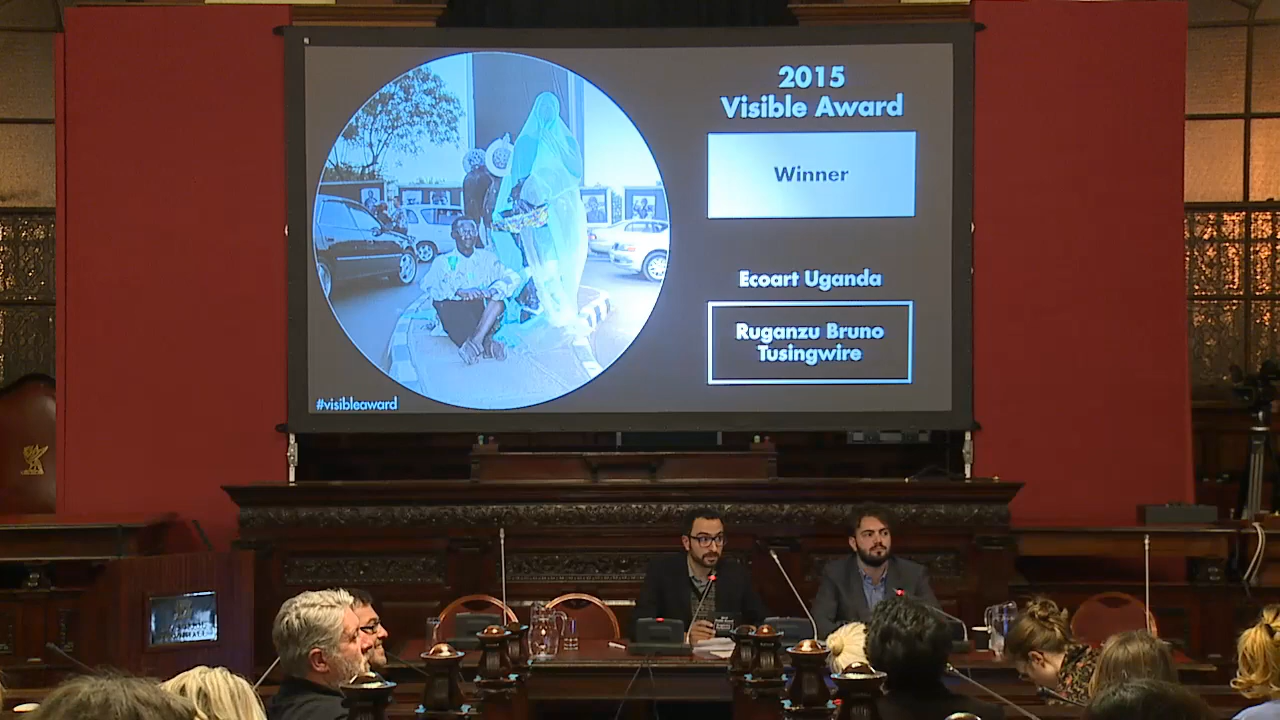 2015
Visible Award
Winner
Ecoart Uganda
Ruganzu Bruno
Tusingwire
#visibleaward